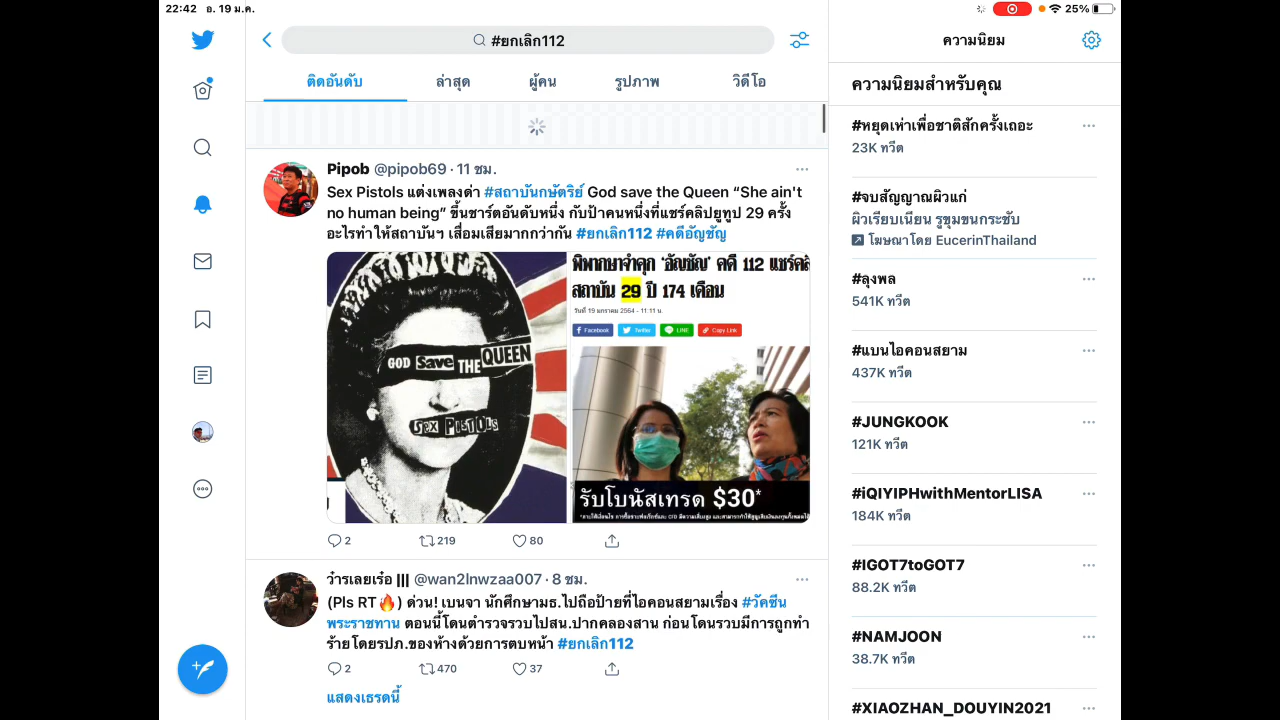 22:42 อ. 19 ม.ค.
25%
#ยกเลิก112
ติดอันดับ ล่าสุด ผู้คน รูปภาพ วิดีโอ
Pipob @pipob69 · 11 ชม.
Sex Pistols แต่งเพลงด่า #สถาบันกษัตริย์ God save the Queen “She ain't
no human being” ขึ้นชาร์ตอันดับหนึ่ง กับป้าคนหนึ่งที่แชร์คลิปยูทูป 29 ครั้ง
อะไรทำให้สถาบันฯ เสื่อมเสียมากกว่ากัน #ยกเลิก112 #คดีอัญชัญ
GOD Save THE QUEEN
SEX PISTOLS
พิพากษาจำคุก 'อัญชัญ' คดี 112 แชร์คลิ
สถาบัน 29 ปี 174 เดือน
วันที่ 19 มกราคม 2564 - 11:11 น.
Facebook Twitter LINE Copy Link
รับโบนัสเทรด $30*
2 219 80
ว๋ารเลยเร๋อ ||| @wan2lnwzaa007 · 8 ชม.
(Pls RT🔥) ด่วน! เบนจา นักศึกษามธ.ไปถือป้ายที่ไอคอนสยามเรื่อง #วัคซีน
พระราชทาน ตอนนี้โดนตำรวจรวบไปสน.ปากคลองสาน ก่อนโดนรวบมีการถูกทำ
ร้ายโดยรปภ.ของห้างด้วยการตบหน้า #ยกเลิก112
2 470 37
แสดงเธรดนี้
ความนิยม
ความนิยมสำหรับคุณ
#หยุดเห่าเพื่อชาติสักครั้งเถอะ
23K ทวีต
#จบสัญญาณผิวแก่
ผิวเรียบเนียน รูขุมขนกระชับ
โฆษณาโดย EucerinThailand
#ลุงพล
541K ทวีต
#แบนไอคอนสยาม
437K ทวีต
#JUNGKOOK
121K ทวีต
#iQIYIPHwithMentorLISA
184K ทวีต
#IGOT7toGOT7
88.2K ทวีต
#NAMJOON
38.7K ทวีต
#XIAOZHAN_DOUYIN2021